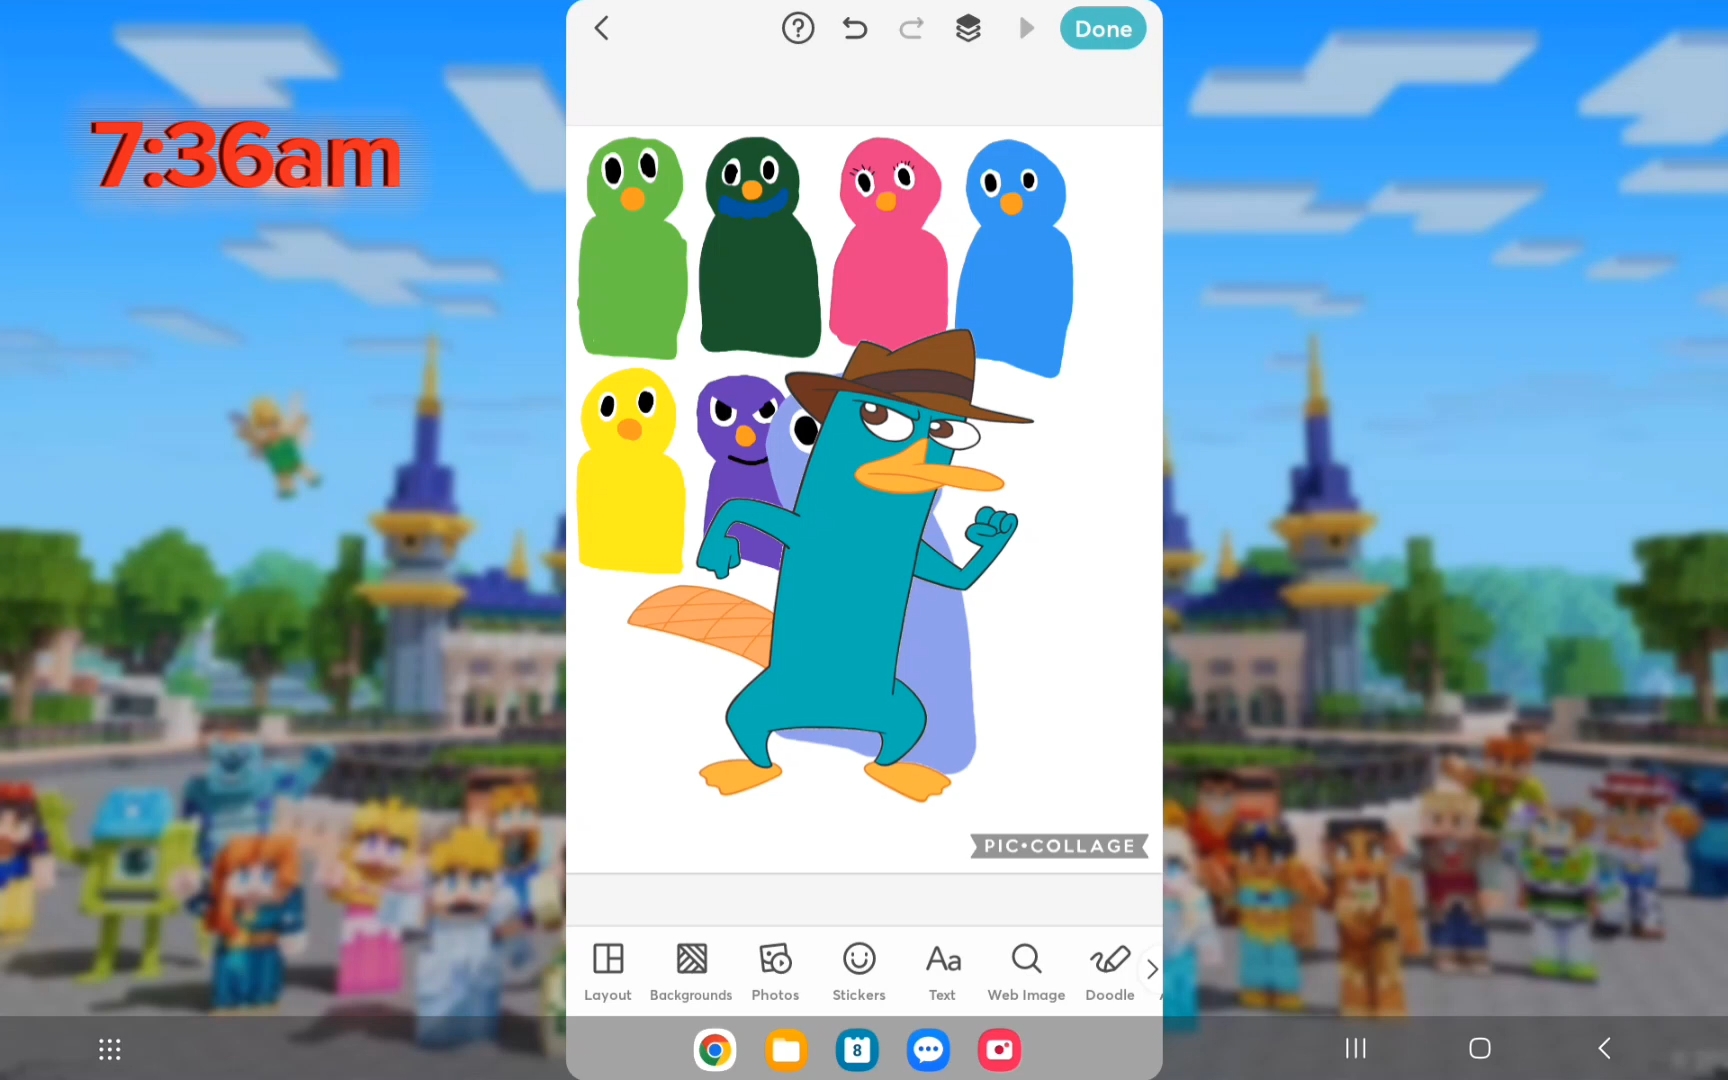 Done
7:36am
PIC•COLLAGE
Layout
Backgrounds
Photos
Stickers
Text
Web Image
Doodle
Aa
8